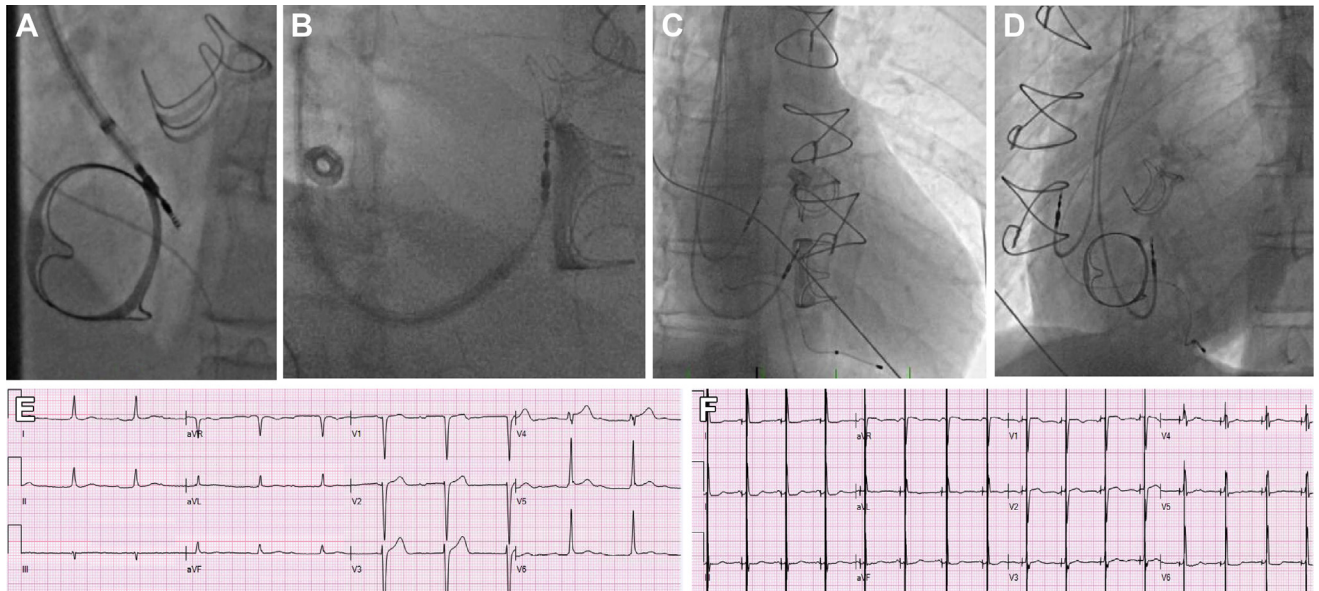 A
B
C
D
E
I aVR V1 V4
II aVL V2 V5
III aVF V3 V6
F
I aVR V1 V4
aVL V2 V5
aVF V3 V6